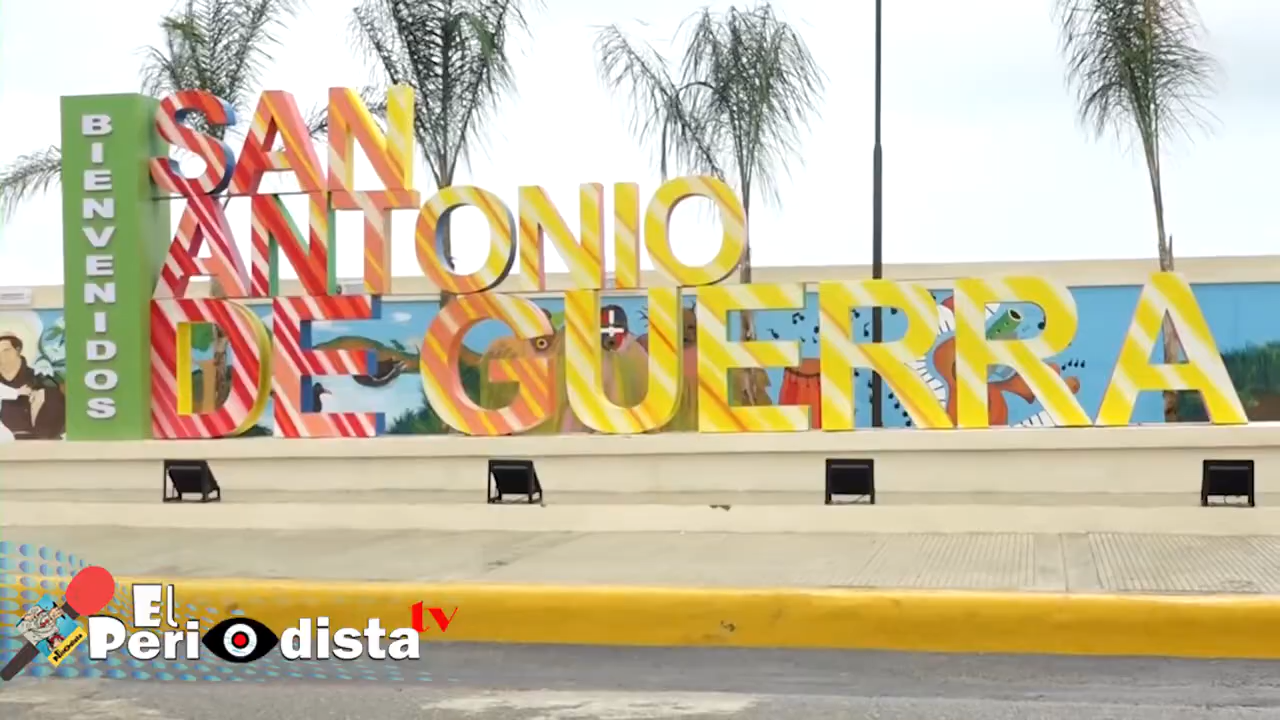 BIENVENIDOS
SAN
ANTONIO
DE GUERRA
El
Periodista
tv